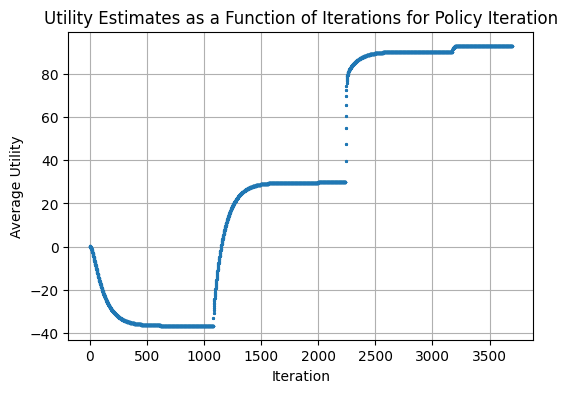 Utility Estimates as a Function of Iterations for Policy Iteration
Average Utility
80
60
40
20
0
−20
−40
0 500 1000 1500 2000 2500 3000 3500
Iteration